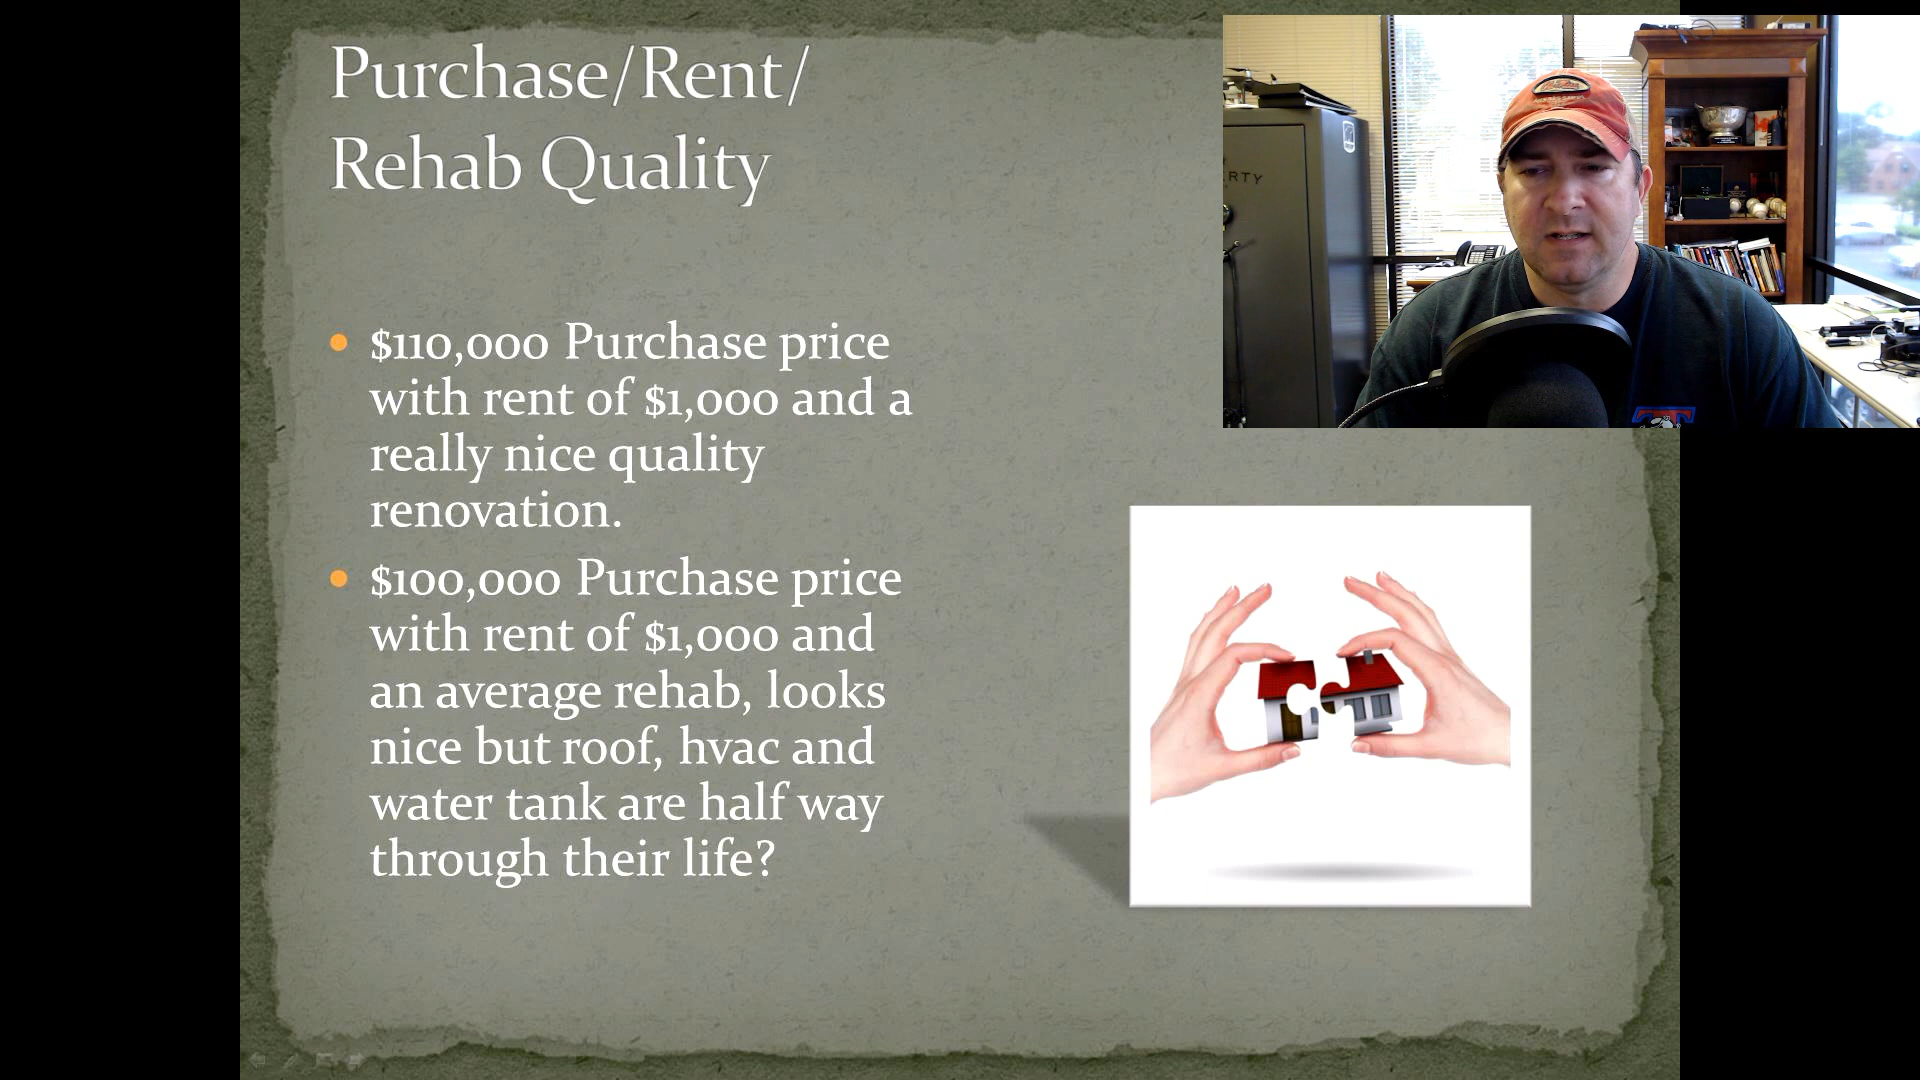 Purchase/Rent/
Rehab Quality
$110,000 Purchase price
with rent of $1,000 and a
really nice quality
renovation.
$100,000 Purchase price
with rent of $1,000 and
an average rehab, looks
nice but roof, hvac and
water tank are half way
through their life?